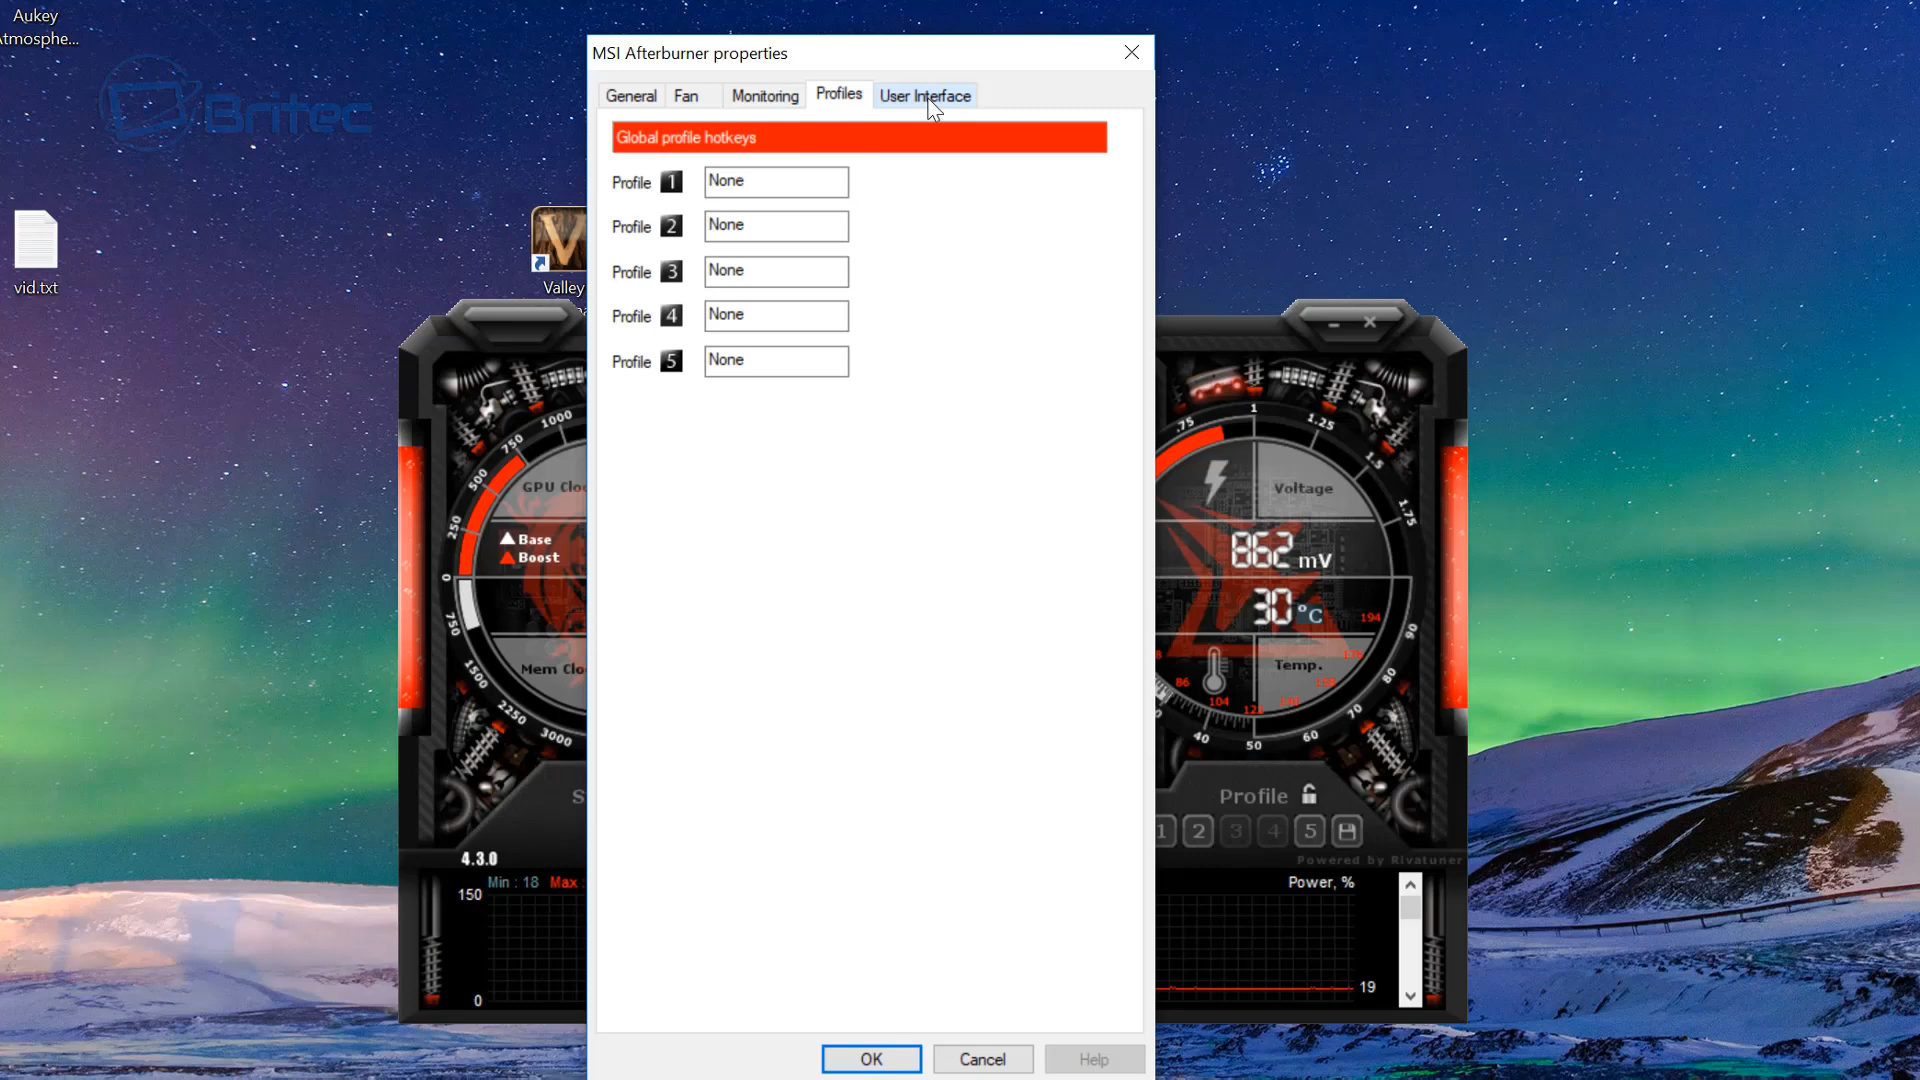 Aukey
Atmosphe...
Britec
vid.txt
Valley
MSI Afterburner properties
General
Fan
Monitoring
Profiles
User Interface
Global profile hotkeys
Profile 1 None
Profile 2 None
Profile 3 None
Profile 4 None
Profile 5 None
OK
Cancel
Help
1000
750
500
250
0
750
1500
2250
3000
GPU Clo
Base
Boost
Mem Clo
4.3.0
Min : 18 Max :
150
0
.75
1
1.25
1.5
1.75
Voltage
862 mV
30 °C
Temp.
194
86
104
90
80
70
60
50
40
Profile
1 2 3 4 5
Powered by Rivatuner
Power, %
19